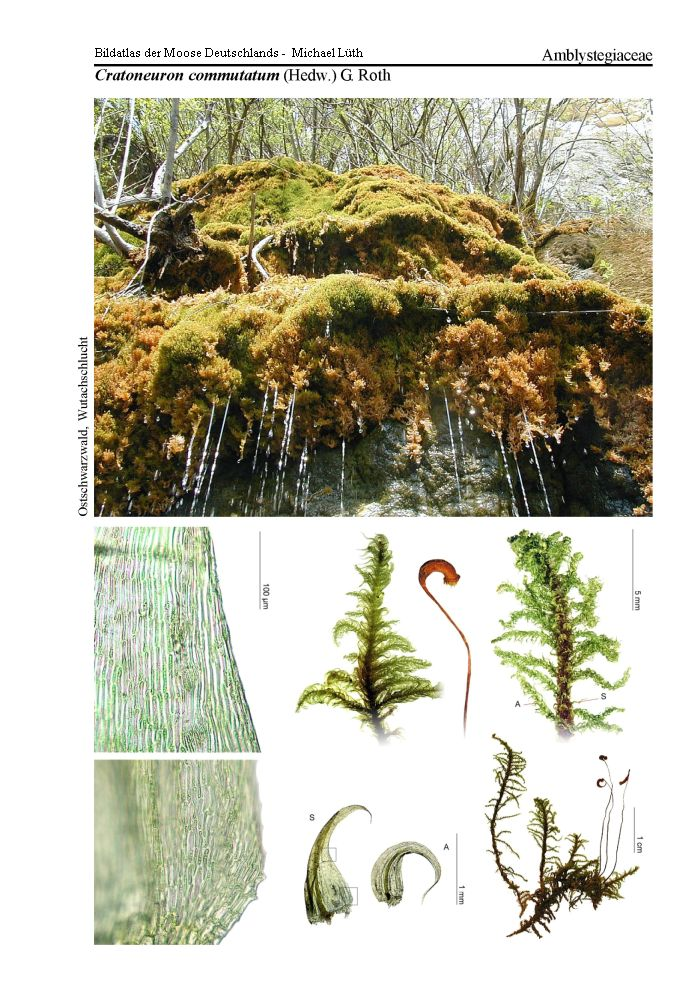 Bildatlas der Moose Deutschlands - Michael Lüth
Amblystegiaceae
Cratoneuron commutatum (Hedw.) G. Roth
Ostschwarzwald, Wutachschlucht
100 µm
5 mm
A
S
S
A
1 mm
1 cm